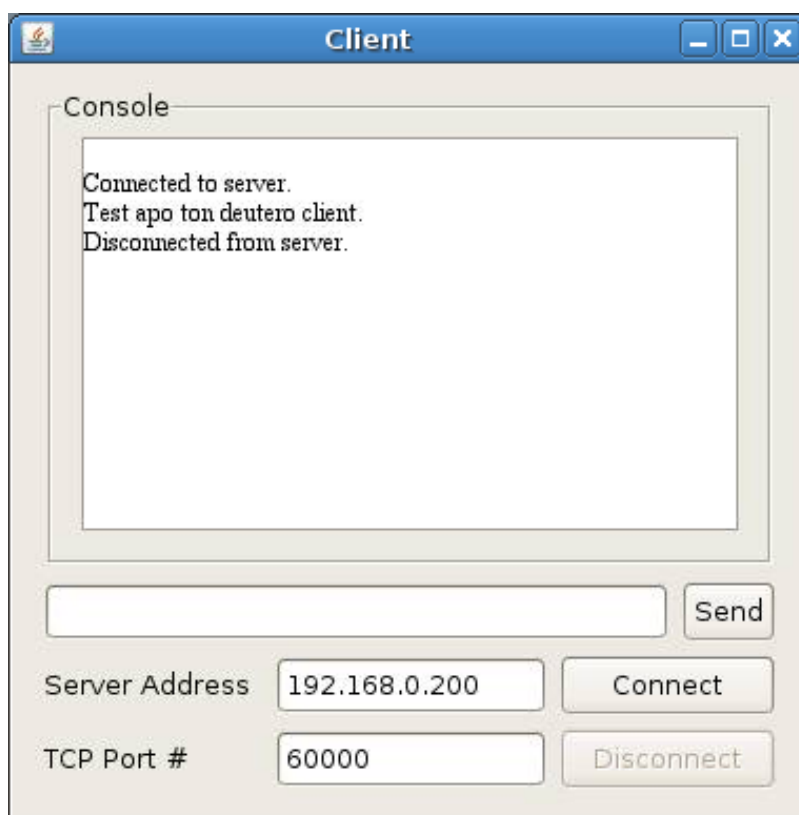 Client
Console
Connected to server.
Test apo ton deutero client.
Disconnected from server.
Send
Server Address 192.168.0.200 Connect
TCP Port # 60000 Disconnect